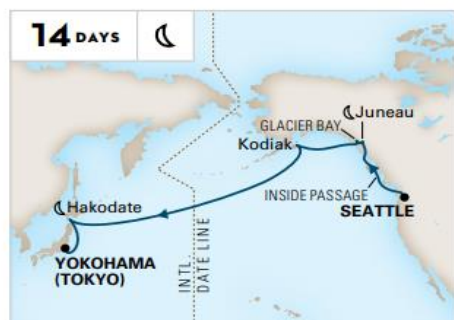 14 DAYS
Juneau
GLACIER BAY
Kodiak
INSIDE PASSAGE
SEATTLE
Hakodate
YOKOHAMA
(TOKYO)
INTL.
DATE LINE